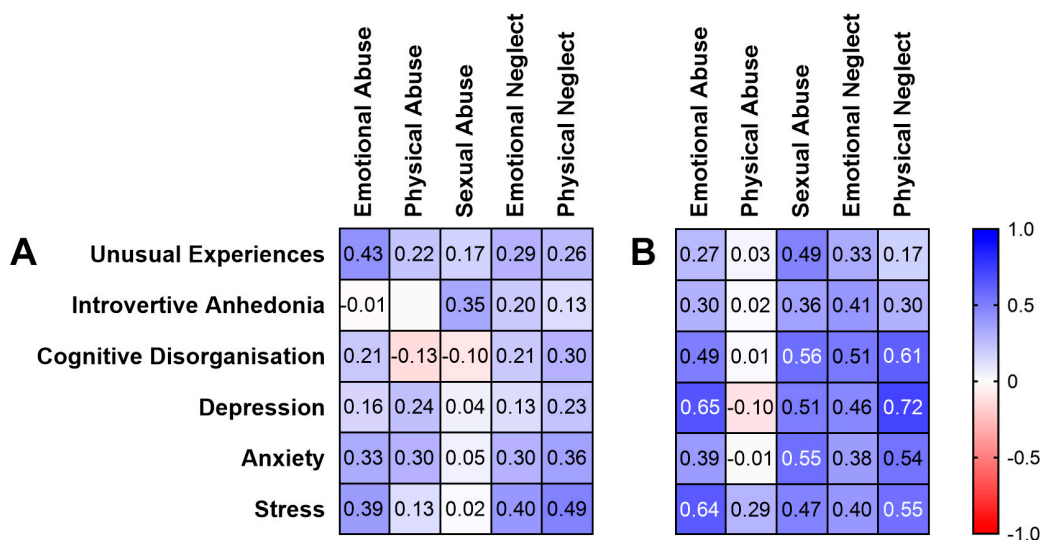 Emotional Abuse
Physical Abuse
Sexual Abuse
Emotional Neglect
Physical Neglect
Emotional Abuse
Physical Abuse
Sexual Abuse
Emotional Neglect
Physical Neglect
A
B
Unusual Experiences 0.43 0.22 0.17 0.29 0.26 0.27 0.03 0.49 0.33 0.17
Introvertive Anhedonia -0.01 0.35 0.20 0.13 0.30 0.02 0.36 0.41 0.30
Cognitive Disorganisation 0.21 -0.13 -0.10 0.21 0.30 0.49 0.01 0.56 0.51 0.61
Depression 0.16 0.24 0.04 0.13 0.23 0.65 -0.10 0.51 0.46 0.72
Anxiety 0.33 0.30 0.05 0.30 0.36 0.39 -0.01 0.55 0.38 0.54
Stress 0.39 0.13 0.02 0.40 0.49 0.64 0.29 0.47 0.40 0.55
1.0
0.5
0
-0.5
-1.0